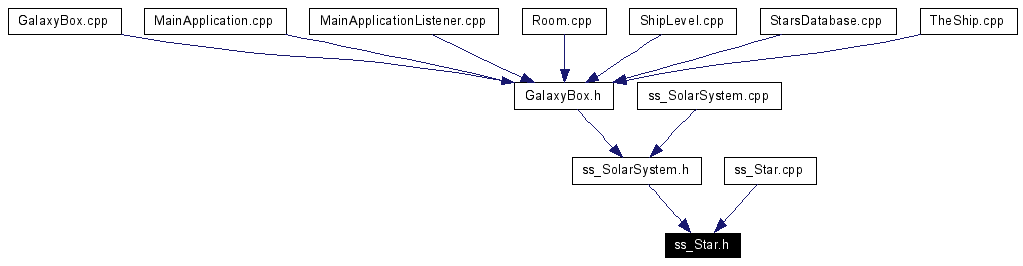 GalaxyBox.cpp
MainApplication.cpp
MainApplicationListener.cpp
Room.cpp
ShipLevel.cpp
StarsDatabase.cpp
TheShip.cpp
GalaxyBox.h
ss_SolarSystem.cpp
ss_SolarSystem.h
ss_Star.cpp
ss_Star.h